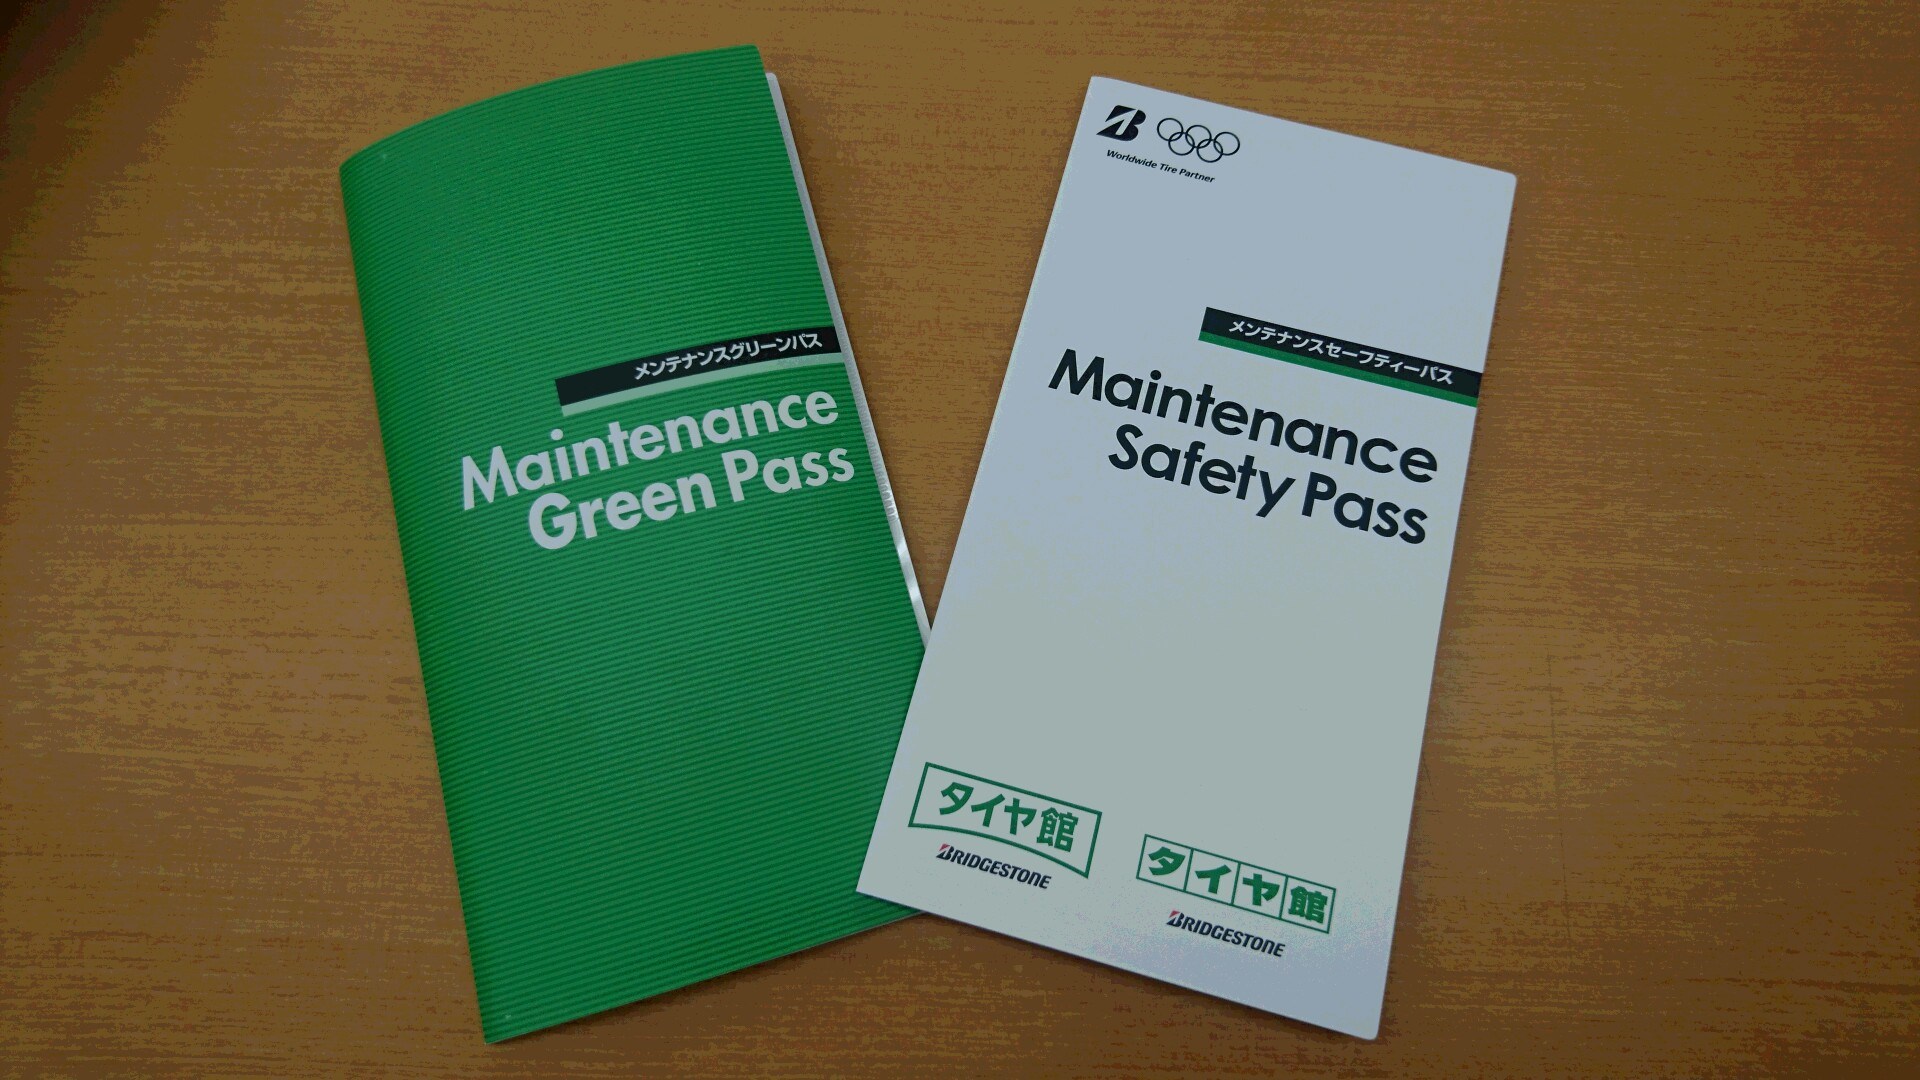 メンテナンスグリーンパス
Maintenance
Green Pass
Worldwide Tire Partner
メンテナンスセーフティーパス
Maintenance
Safety Pass
タイヤ館
BRIDGESTONE
タイヤ館
BRIDGESTONE